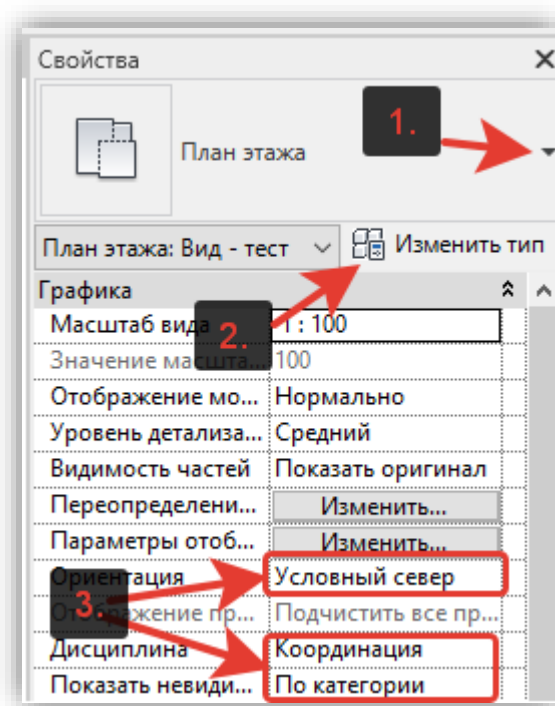 Свойства
1.
План этажа
План этажа: Вид - тест
Изменить тип
Графика
2.
Масштаб вида 1 : 100
Значение масшта... 100
Отображение мо... Нормально
Уровень детализа... Средний
Видимость частей Показать оригинал
Переопределени... Изменить...
Параметры отоб... Изменить...
Ориентация Условный север
3.
Отображение пр... Подчистить все пр...
Дисциплина Координация
Показать невиди... По категории